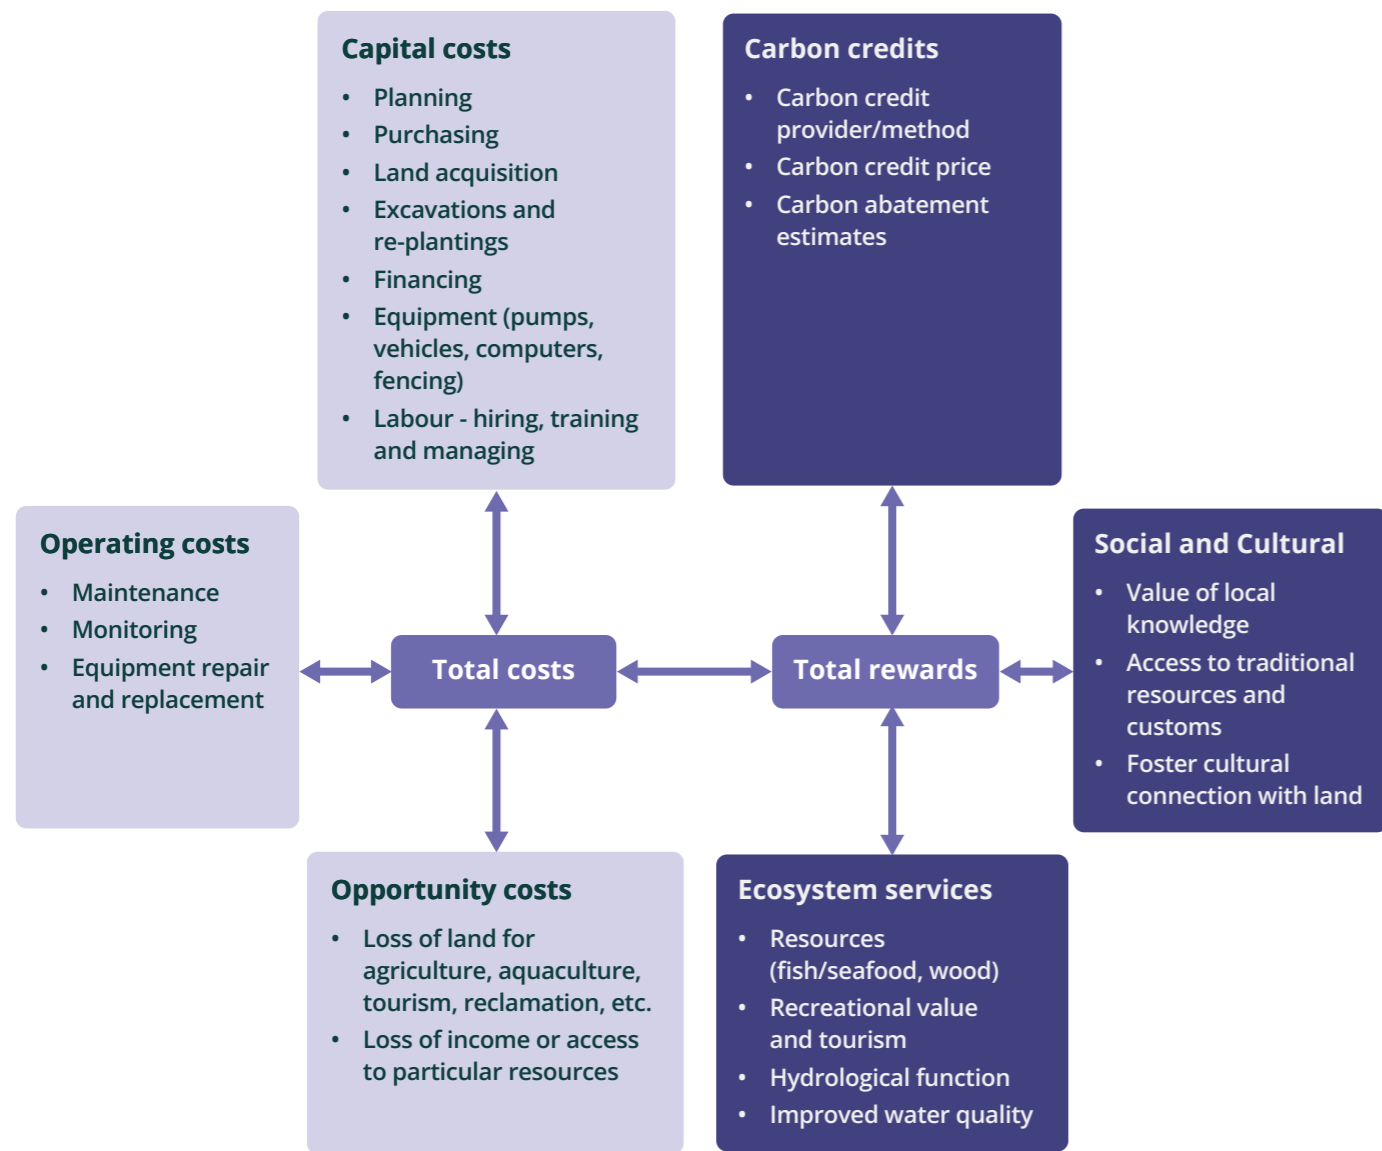 Capital costs
• Planning
• Purchasing
• Land acquisition
• Excavations and
re-plantings
• Financing
• Equipment (pumps,
vehicles, computers,
fencing)
• Labour - hiring, training
and managing
Carbon credits
• Carbon credit
provider/method
• Carbon credit price
• Carbon abatement
estimates
Operating costs
• Maintenance
• Monitoring
• Equipment repair
and replacement
Total costs
Total rewards
Social and Cultural
• Value of local
knowledge
• Access to traditional
resources and
customs
• Foster cultural
connection with land
Opportunity costs
• Loss of land for
agriculture, aquaculture,
tourism, reclamation, etc.
• Loss of income or access
to particular resources
Ecosystem services
• Resources
(fish/seafood, wood)
• Recreational value
and tourism
• Hydrological function
• Improved water quality